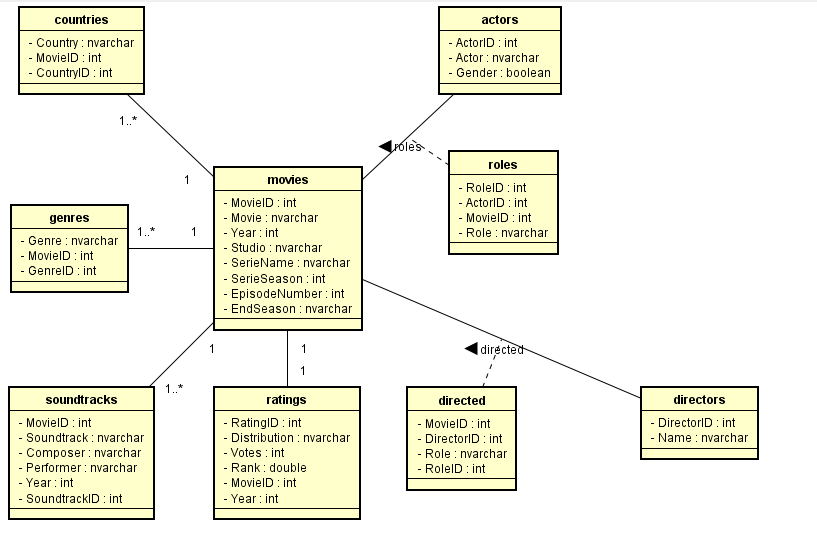 countries
- Country : nvarchar
- MovieID : int
- CountryID : int
actors
- ActorID : int
- Actor : nvarchar
- Gender : boolean
1..*
1
roles
roles
- RoleID : int
- ActorID : int
- MovieID : int
- Role : nvarchar
movies
- MovieID : int
- Movie : nvarchar
- Year : int
- Studio : nvarchar
- SerieName : nvarchar
- SerieSeason : int
- EpisodeNumber : int
- EndSeason : nvarchar
genres
- Genre : nvarchar
- MovieID : int
- GenreID : int
1..*
1
1
1..*
1
1
directed
soundtracks
- MovieID : int
- Soundtrack : nvarchar
- Composer : nvarchar
- Performer : nvarchar
- Year : int
- SoundtrackID : int
ratings
- RatingID : int
- Distribution : nvarchar
- Votes : int
- Rank : double
- MovieID : int
- Year : int
directed
- MovieID : int
- DirectorID : int
- Role : nvarchar
- RoleID : int
directors
- DirectorID : int
- Name : nvarchar